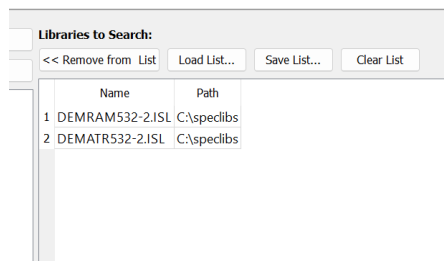 Libraries to Search:
<< Remove from List Load List... Save List... Clear List
Name Path
1 DEMRAM532-2.ISL C:\speclibs
2 DEMATR532-2.ISL C:\speclibs